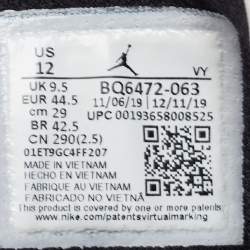 US
12
VY
UK 9.5
EUR 44.5
cm 29
BR 42.5
CN 290(2.5)
BQ6472-063
11/06/19 12/11/19
UPC 00193658008525
01ET9GC4FF207
MADE IN VIETNAM
HECHO EN VIETNAM
FABRIQUE AU VIETNAM
FABRICADO NO VIETNÃ
This product is covered by one or more patents
See www.nike.com/patentsvirtualmarking